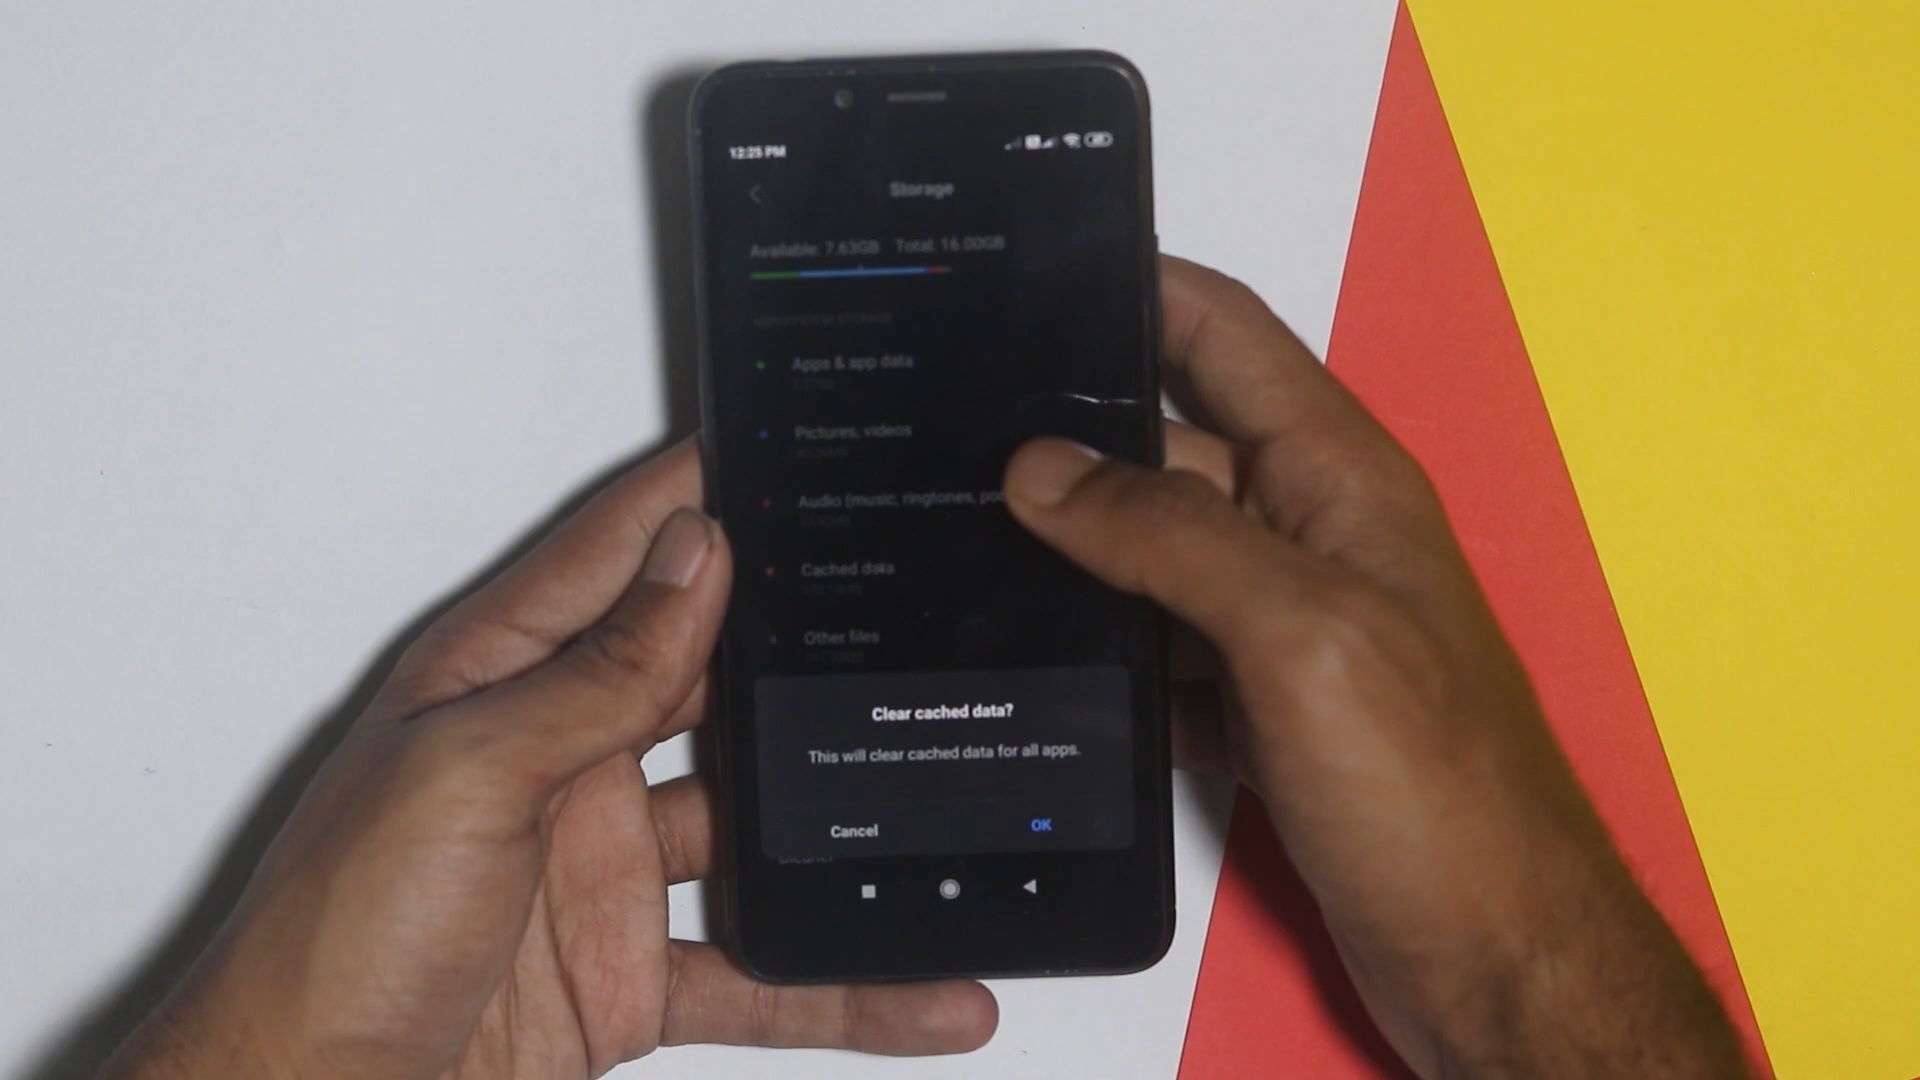 12:25 PM
Storage
Available: 7.63GB Total: 16.00GB
Apps & app data
Pictures, videos
Audio (music, ringtones,
Cached data
Other files
Clear cached data?
This will clear cached data for all apps.
Cancel OK